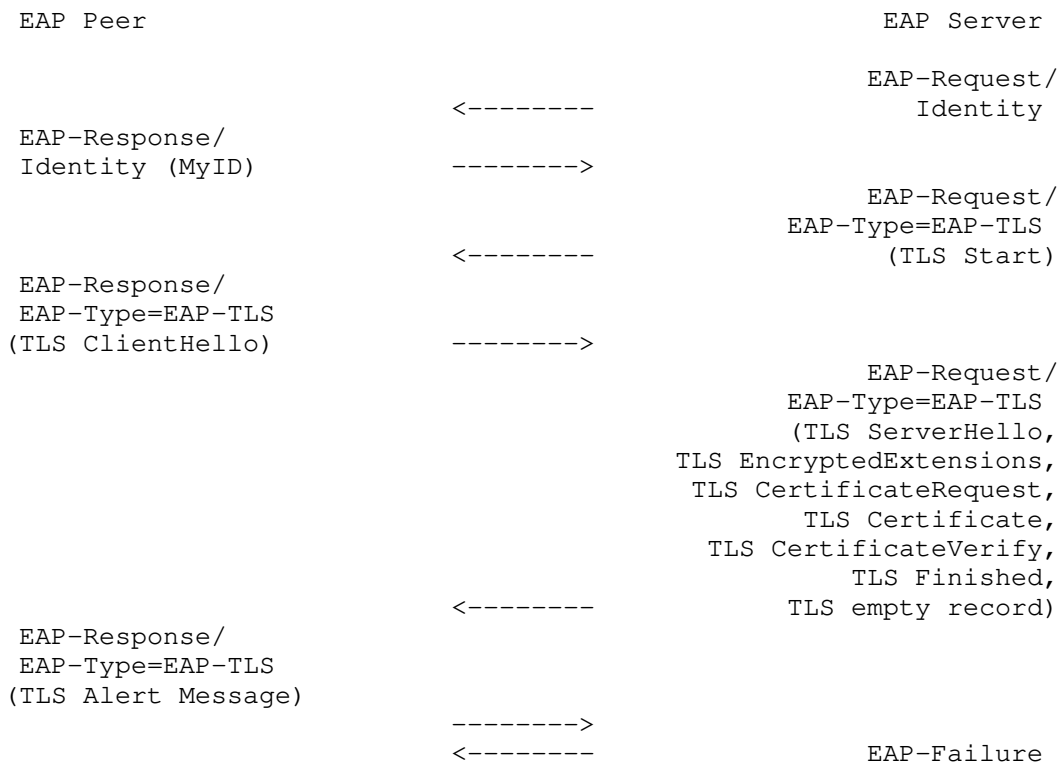 EAP Peer EAP Server
EAP-Request/
<-------- Identity
EAP-Response/
Identity (MyID) -------->
EAP-Request/
EAP-Type=EAP-TLS
<-------- (TLS Start)
EAP-Response/
EAP-Type=EAP-TLS
(TLS ClientHello) -------->
EAP-Request/
EAP-Type=EAP-TLS
(TLS ServerHello,
TLS EncryptedExtensions,
TLS CertificateRequest,
TLS Certificate,
TLS CertificateVerify,
TLS Finished,
<-------- TLS empty record)
EAP-Response/
EAP-Type=EAP-TLS
(TLS Alert Message)
-------->
<-------- EAP-Failure